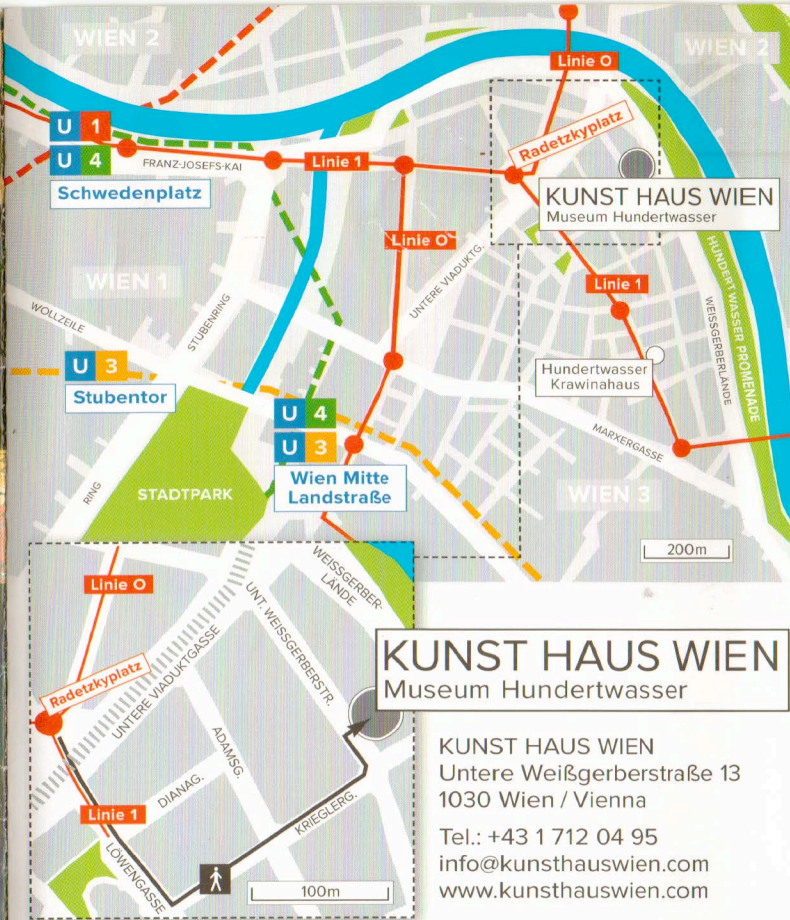 WIEN 2
WIEN 2
Linie O
U 1
U 4
FRANZ-JOSEFS-KAI
Linie 1
Radetzkyplatz
Schwedenplatz
KUNST HAUS WIEN
Museum Hundertwasser
Linie O
WIEN 1
UNTERE VIADUKTG.
Linie 1
HUNDERTWASSER PROMENADE
WOLLZEILE
STUBENRING
WEISSGERBERLÄNDE
U 3
Stubentor
Hundertwasser
Krawinahaus
U 4
U 3
MARXERGASSE
Wien Mitte
Landstraße
RING
STADTPARK
WIEN 3
200m
WEISSGERBER-
LÄNDE
Linie O
UNT. WEISSGERBERSTR.
UNTERE VIADUKTGASSE
Radetzkyplatz
ADAMSG.
DIANAG.
Linie 1
KRIEGLERG.
LÖWENGASSE
100m
KUNST HAUS WIEN
Museum Hundertwasser
KUNST HAUS WIEN
Untere Weißgerberstraße 13
1030 Wien / Vienna
Tel.: +43 1 712 04 95
info@kunsthauswien.com
www.kunsthauswien.com